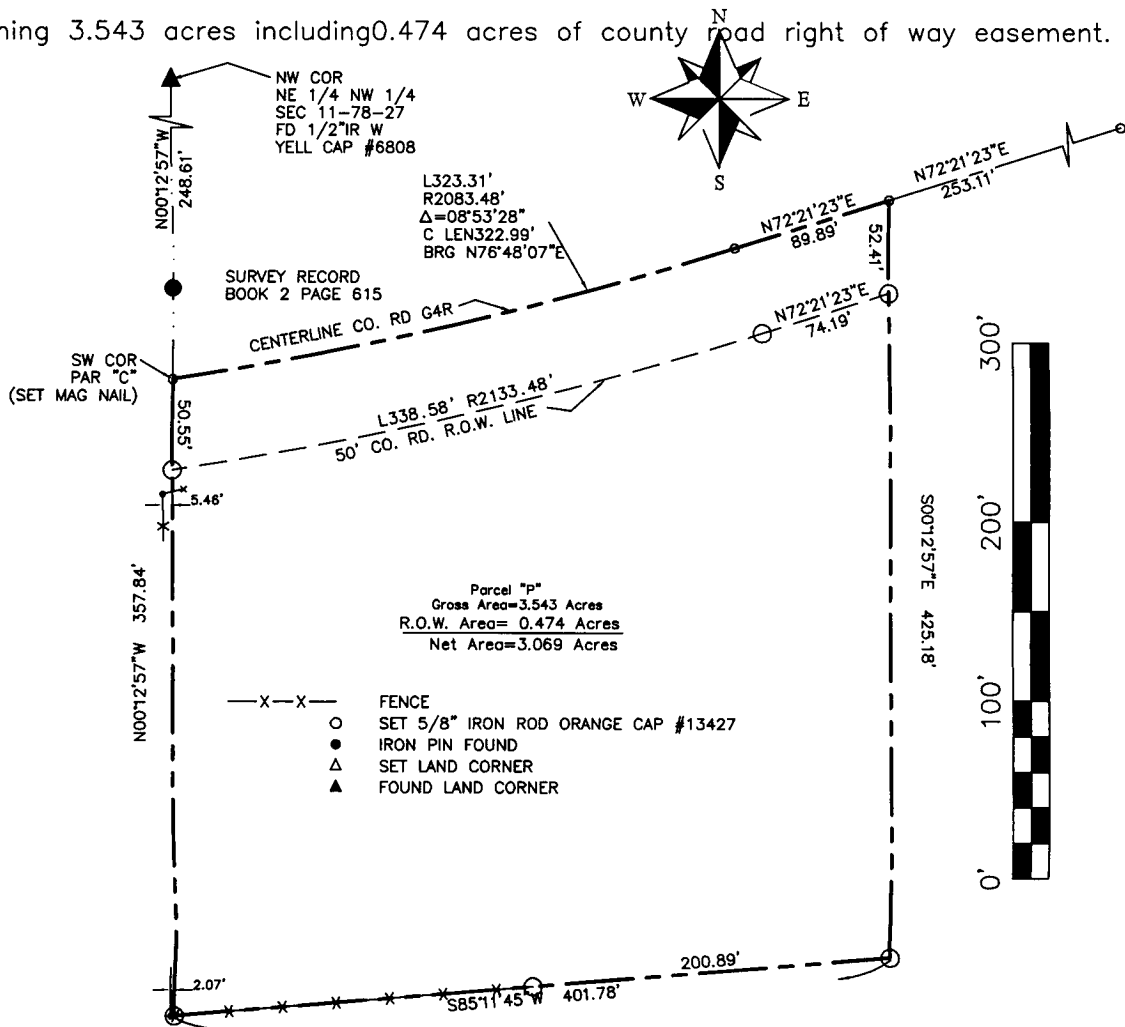 ning 3.543 acres including0.474 acres of county road right of way easement.
N
W
E
S
NW COR
NE 1/4 NW 1/4
SEC 11-78-27
FD 1/2"IR W
YELL CAP #6808
N00°12'57"W
248.61'
L323.31'
R2083.48'
Δ=08°53'28"
C LEN322.99'
BRG N76°48'07"E
N72°21'23"E
253.11'
N72°21'23"E
89.89'
52.41'
SURVEY RECORD
BOOK 2 PAGE 615
CENTERLINE CO. RD G4R
N72°21'23"E
74.19'
SW COR
PAR "C"
(SET MAG NAIL)
50.55'
L338.58' R2133.48'
50' CO. RD. R.O.W. LINE
5.46'
N00°12'57"W 357.84'
S00°12'57"E 425.18'
300'
200'
100'
0'
Parcel "P"
Gross Area=3.543 Acres
R.O.W. Area= 0.474 Acres
Net Area=3.069 Acres
—X—X— FENCE
SET 5/8" IRON ROD ORANGE CAP #13427
IRON PIN FOUND
SET LAND CORNER
FOUND LAND CORNER
2.07'
200.89'
S85°11'45"W 401.78'